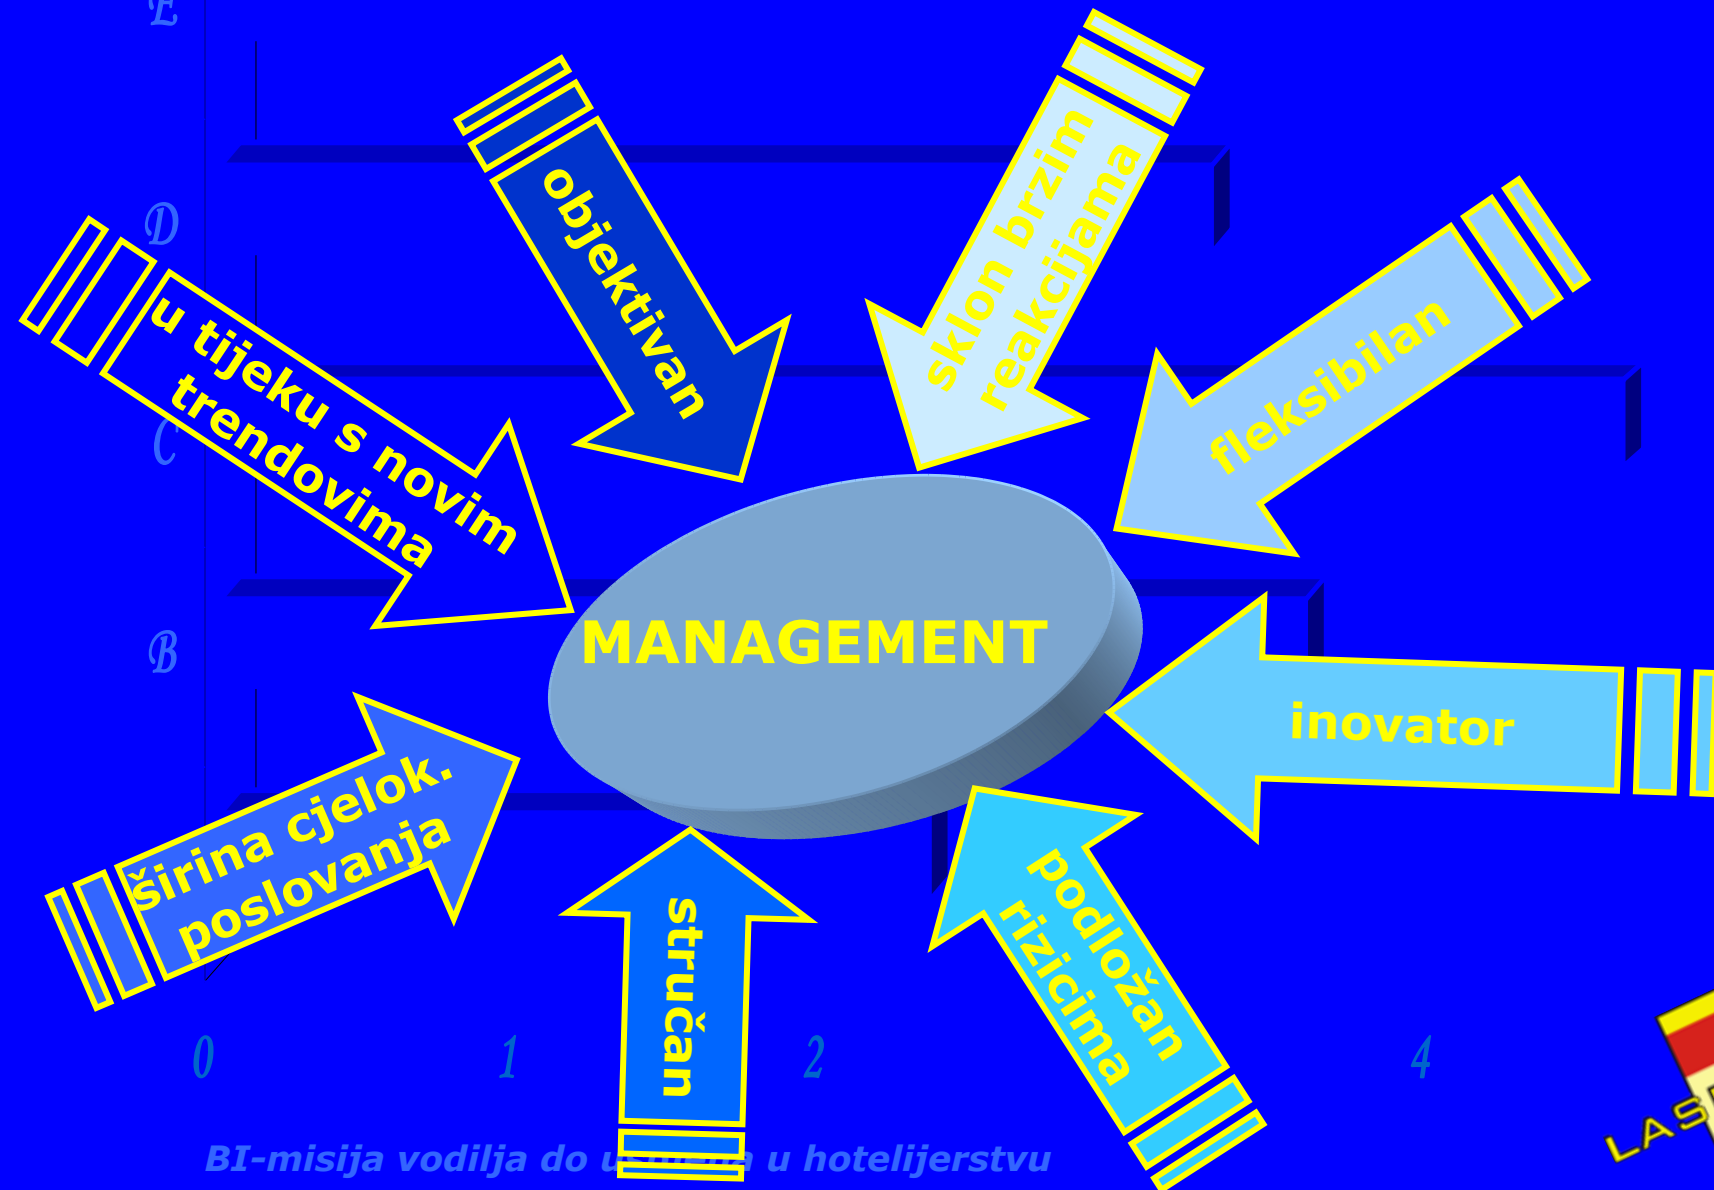 E
D
C
B
objektivan
sklon brzim
reakcijama
fleksibilan
u tijeku s novim
trendovima
MANAGEMENT
inovator
širina cjelok.
poslovanja
stručan
podložan
rizicima
0
1
2
4
BI-misija vodilja do uspjeha u hotelijerstvu